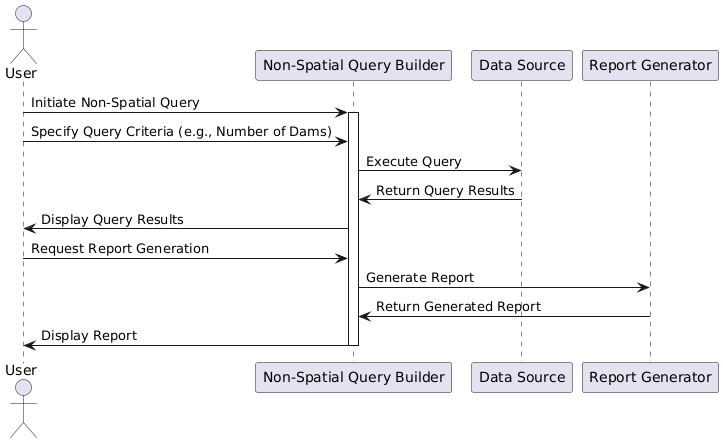 User
Non-Spatial Query Builder
Data Source
Report Generator
Initiate Non-Spatial Query
Specify Query Criteria (e.g., Number of Dams)
Execute Query
Return Query Results
Display Query Results
Request Report Generation
Generate Report
Return Generated Report
Display Report
User
Non-Spatial Query Builder
Data Source
Report Generator